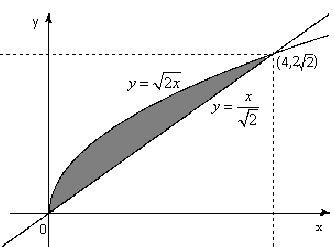 y
(4,2√2)
y = √2x
y = x/√2
0
x